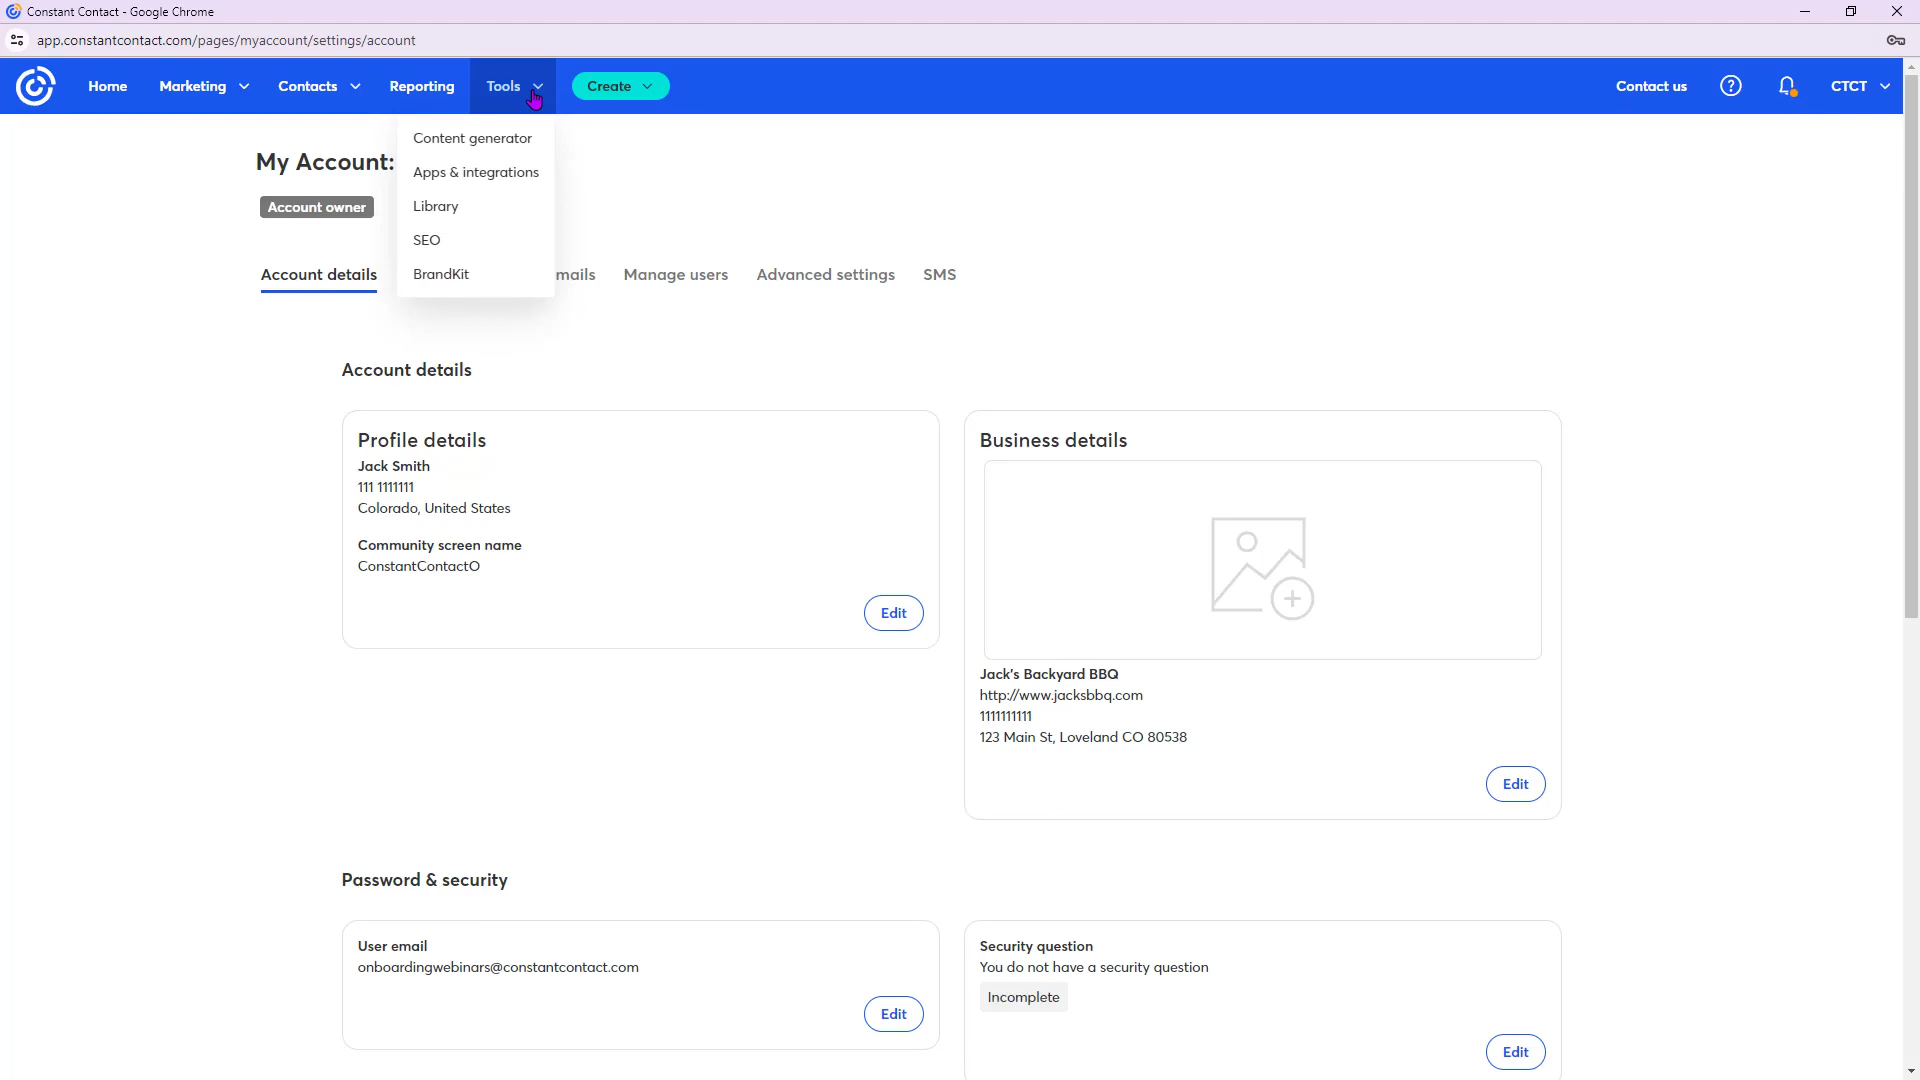 Constant Contact - Google Chrome
app.constantcontact.com/pages/myaccount/settings/account
Home Marketing Contacts Reporting Tools Create Contact us CTCT
Content generator
Apps & integrations
Library
SEO
BrandKit
My Account:
Account owner
Account details mails Manage users Advanced settings SMS
Account details
Profile details
Jack Smith
111 1111111
Colorado, United States
Community screen name
ConstantContactO
Edit
Business details
Jack's Backyard BBQ
http://www.jacksbbq.com
1111111111
123 Main St, Loveland CO 80538
Edit
Password & security
User email
onboardingwebinars@constantcontact.com
Edit
Security question
You do not have a security question
Incomplete
Edit